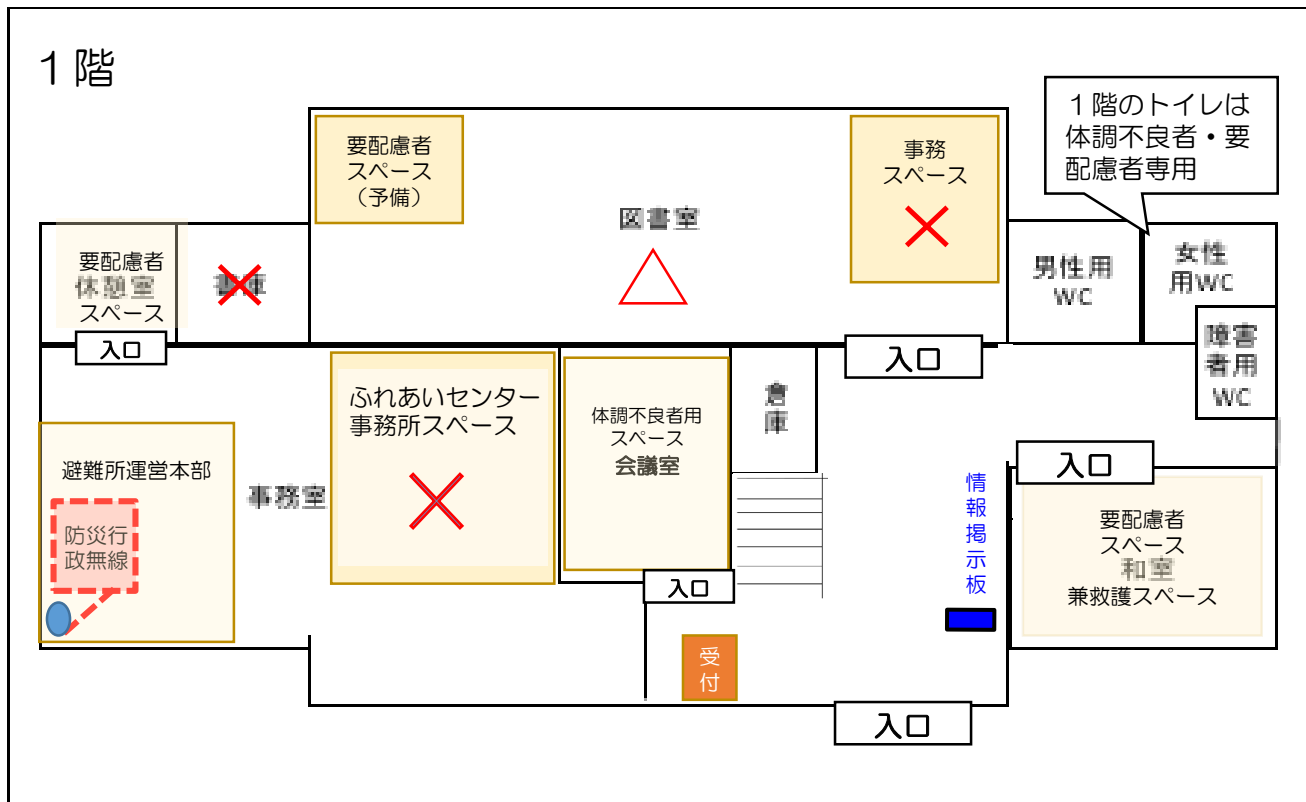 1階
1階のトイレは
体調不良者・要
配慮者専用
要配慮者
スペース
（予備）
事務
スペース
図書室
要配慮者
休憩室
スペース
書庫
男性用
WC
女性
用WC
障害
者用
WC
入口
入口
ふれあいセンター
事務所スペース
体調不良者用
スペース
会議室
倉庫
避難所運営本部
事務室
防災行
政無線
入口
入口
情報掲示板
要配慮者
スペース
和室
兼救護スペース
受付
入口